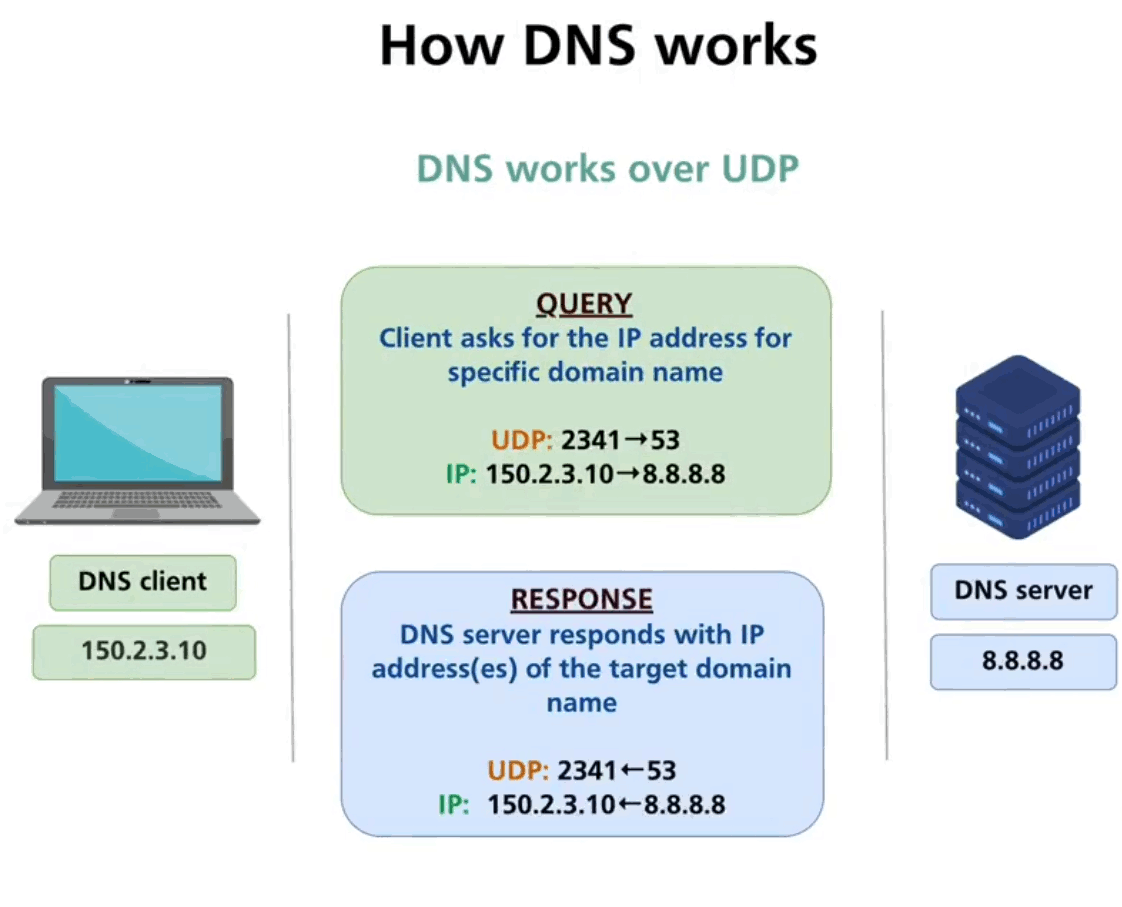 How DNS works
DNS works over UDP
QUERY
Client asks for the IP address for
specific domain name
UDP: 2341→53
IP: 150.2.3.10→8.8.8.8
DNS client
150.2.3.10
DNS server
8.8.8.8
RESPONSE
DNS server responds with IP
address(es) of the target domain
name
UDP: 2341←53
IP: 150.2.3.10←8.8.8.8